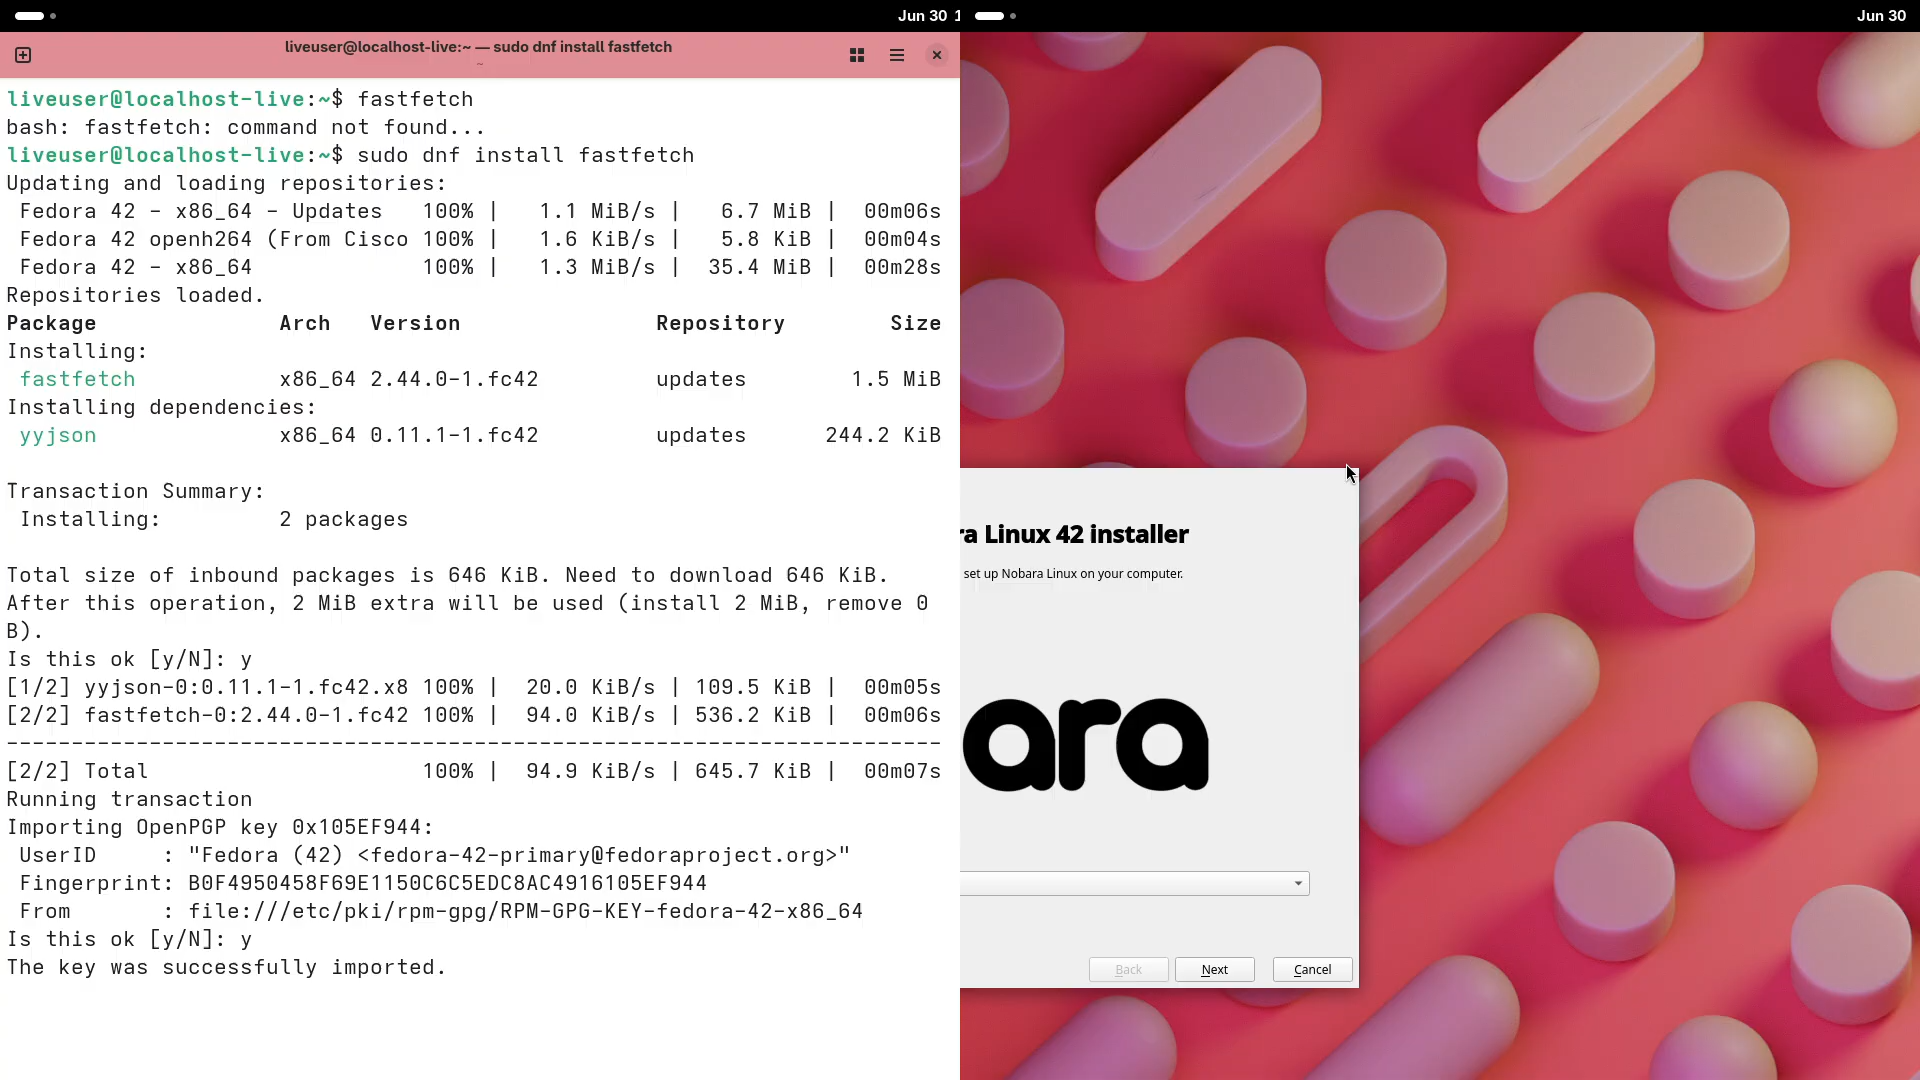 Jun 30 1
liveuser@localhost-live:~ — sudo dnf install fastfetch
~
liveuser@localhost-live:~$ fastfetch
bash: fastfetch: command not found...
liveuser@localhost-live:~$ sudo dnf install fastfetch
Updating and loading repositories:
Fedora 42 - x86_64 - Updates 100% | 1.1 MiB/s | 6.7 MiB | 00m06s
Fedora 42 openh264 (From Cisco 100% | 1.6 KiB/s | 5.8 KiB | 00m04s
Fedora 42 - x86_64 100% | 1.3 MiB/s | 35.4 MiB | 00m28s
Repositories loaded.
Package Arch Version Repository Size
Installing:
fastfetch x86_64 2.44.0-1.fc42 updates 1.5 MiB
Installing dependencies:
yyjson x86_64 0.11.1-1.fc42 updates 244.2 KiB
Transaction Summary:
Installing: 2 packages
Total size of inbound packages is 646 KiB. Need to download 646 KiB.
After this operation, 2 MiB extra will be used (install 2 MiB, remove 0
B).
Is this ok [y/N]: y
[1/2] yyjson-0:0.11.1-1.fc42.x8 100% | 20.0 KiB/s | 109.5 KiB | 00m05s
[2/2] fastfetch-0:2.44.0-1.fc42 100% | 94.0 KiB/s | 536.2 KiB | 00m06s
------------------------------------------------------------------------
[2/2] Total 100% | 94.9 KiB/s | 645.7 KiB | 00m07s
Running transaction
Importing OpenPGP key 0x105EF944:
UserID : "Fedora (42) <fedora-42-primary@fedoraproject.org>"
Fingerprint: B0F4950458F69E1150C6C5EDC8AC4916105EF944
From : file:///etc/pki/rpm-gpg/RPM-GPG-KEY-fedora-42-x86_64
Is this ok [y/N]: y
The key was successfully imported.
Jun 30
ra Linux 42 installer
set up Nobara Linux on your computer.
ara
Back Next Cancel